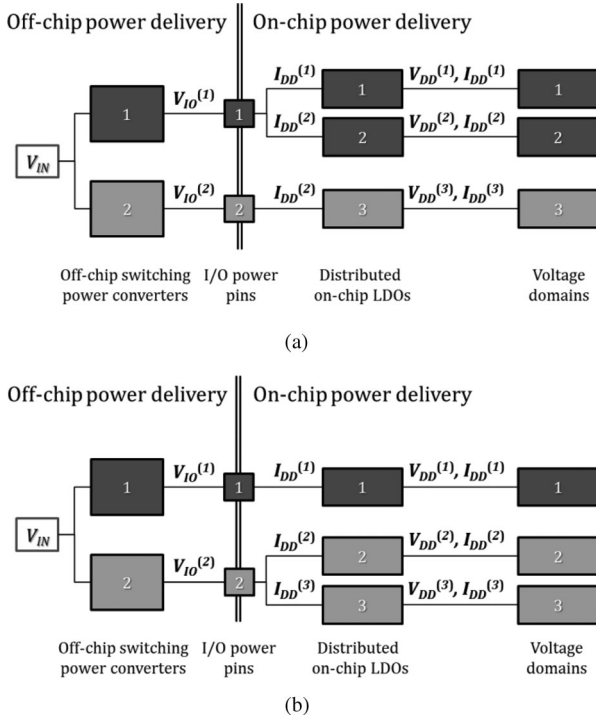 Off-chip power delivery On-chip power delivery
V_IN
1 V_IO^(1) 1 I_DD^(1) 1 V_DD^(1), I_DD^(1) 1
I_DD^(2) 2 V_DD^(2), I_DD^(2) 2
2 V_IO^(2) 2 I_DD^(2) 3 V_DD^(3), I_DD^(3) 3
Off-chip switching power converters
I/O power pins
Distributed on-chip LDOs
Voltage domains
(a)
Off-chip power delivery On-chip power delivery
V_IN
1 V_IO^(1) 1 I_DD^(1) 1 V_DD^(1), I_DD^(1) 1
I_DD^(2) 2 V_DD^(2), I_DD^(2) 2
2 V_IO^(2) 2 I_DD^(3) 3 V_DD^(3), I_DD^(3) 3
Off-chip switching power converters
I/O power pins
Distributed on-chip LDOs
Voltage domains
(b)